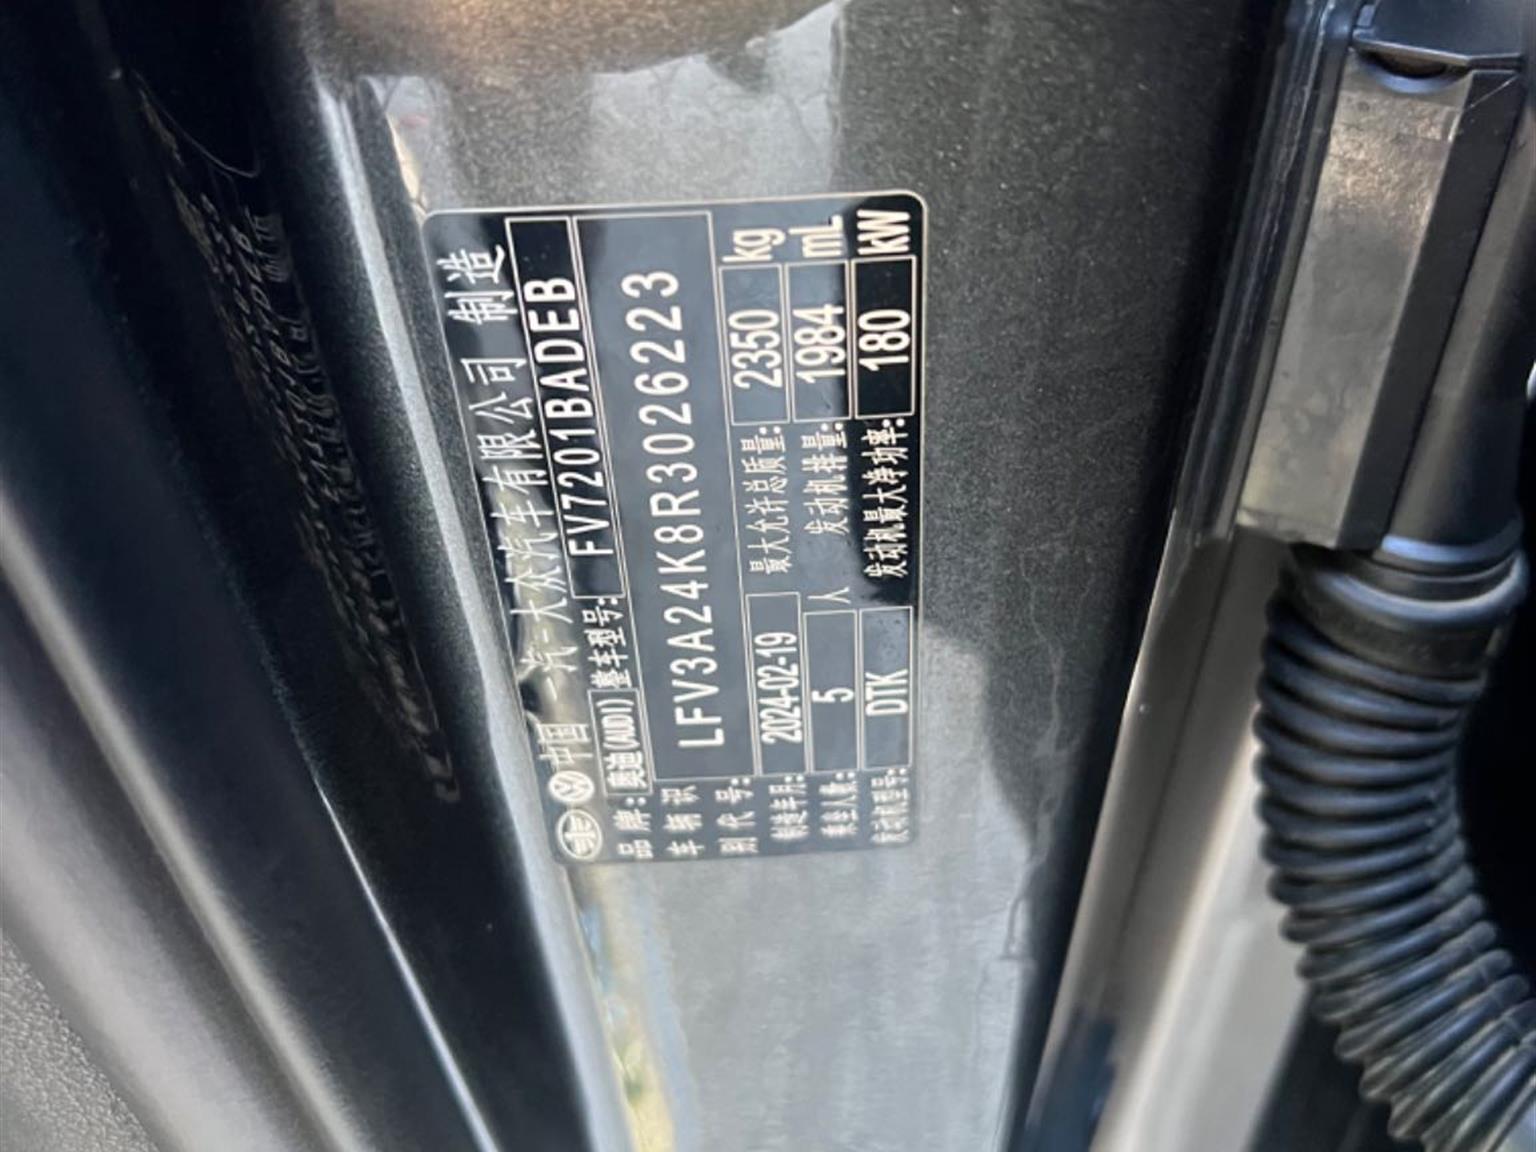 中国 一汽-大众汽车有限公司 制造
品牌: 奥迪(AUDI) 整车型号: FV7201BADEB
车辆识别代号: LFV3A24K8R3026223
制造年月: 2024-02-19 最大允许总质量: 2350 kg
乘坐人数: 5 人 发动机排量: 1984 mL
发动机型号: DTK 发动机最大净功率: 180 kW